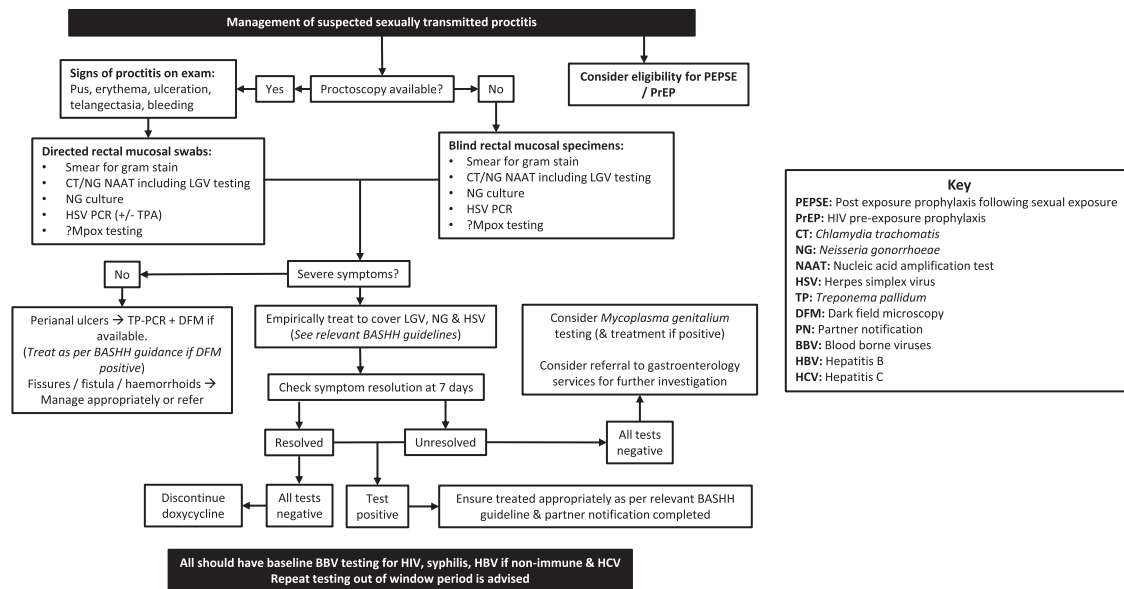 Management of suspected sexually transmitted proctitis
Signs of proctitis on exam:
Pus, erythema, ulceration,
telangectasia, bleeding
Yes
Proctoscopy available?
No
Consider eligibility for PEPSE
/ PrEP
Directed rectal mucosal swabs:
• Smear for gram stain
• CT/NG NAAT including LGV testing
• NG culture
• HSV PCR (+/- TPA)
• ?Mpox testing
Blind rectal mucosal specimens:
• Smear for gram stain
• CT/NG NAAT including LGV testing
• NG culture
• HSV PCR
• ?Mpox testing
No
Severe symptoms?
Perianal ulcers → TP-PCR + DFM if
available.
(Treat as per BASHH guidance if DFM
positive)
Fissures / fistula / haemorrhoids →
Manage appropriately or refer
Empirically treat to cover LGV, NG & HSV
(See relevant BASHH guidelines)
Consider Mycoplasma genitalium
testing (& treatment if positive)
Consider referral to gastroenterology
services for further investigation
Check symptom resolution at 7 days
Resolved
Unresolved
All tests
negative
Discontinue
doxycycline
All tests
negative
Test
positive
Ensure treated appropriately as per relevant BASHH
guideline & partner notification completed
All should have baseline BBV testing for HIV, syphilis, HBV if non-immune & HCV
Repeat testing out of window period is advised
Key
PEPSE: Post exposure prophylaxis following sexual exposure
PrEP: HIV pre-exposure prophylaxis
CT: Chlamydia trachomatis
NG: Neisseria gonorrhoeae
NAAT: Nucleic acid amplification test
HSV: Herpes simplex virus
TP: Treponema pallidum
DFM: Dark field microscopy
PN: Partner notification
BBV: Blood borne viruses
HBV: Hepatitis B
HCV: Hepatitis C